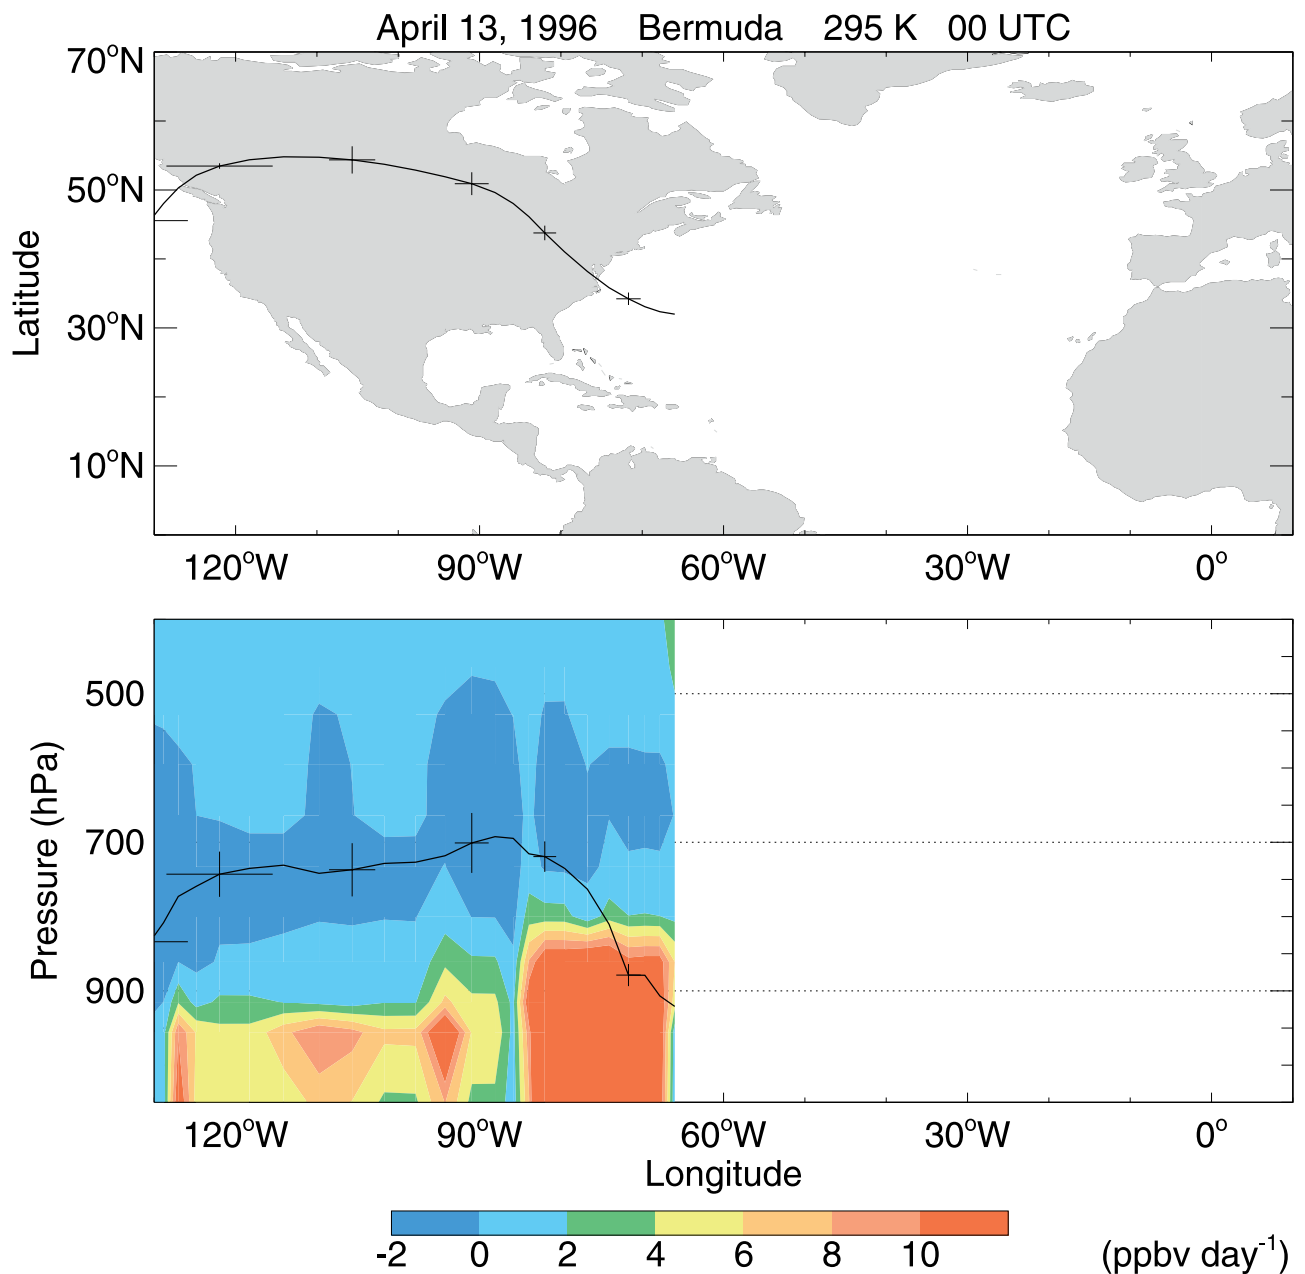 April 13, 1996 Bermuda 295 K 00 UTC
70°N
50°N
30°N
10°N
Latitude
120°W 90°W 60°W 30°W 0°
500
700
900
Pressure (hPa)
120°W 90°W 60°W 30°W 0°
Longitude
-2 0 2 4 6 8 10 (ppbv day⁻¹)